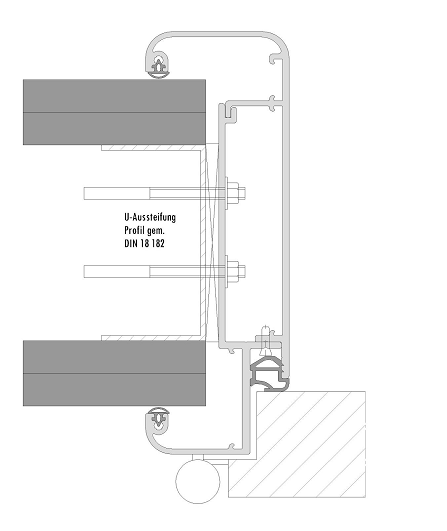 U-Aussteifung
Profil gem.
DIN 18 182